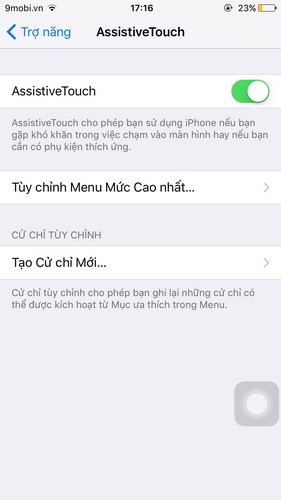 9mobi.vn 17:16 23%
Trợ năng AssistiveTouch
AssistiveTouch
AssistiveTouch cho phép bạn sử dụng iPhone nếu bạn
gặp khó khăn trong việc chạm vào màn hình hay nếu bạn
cần có phụ kiện thích ứng.
Tùy chỉnh Menu Mức Cao nhất...
CỬ CHỈ TÙY CHỈNH
Tạo Cử chỉ Mới...
Cử chỉ tùy chỉnh cho phép bạn ghi lại những cử chỉ có
thể được kích hoạt từ Mục ưa thích trong Menu.